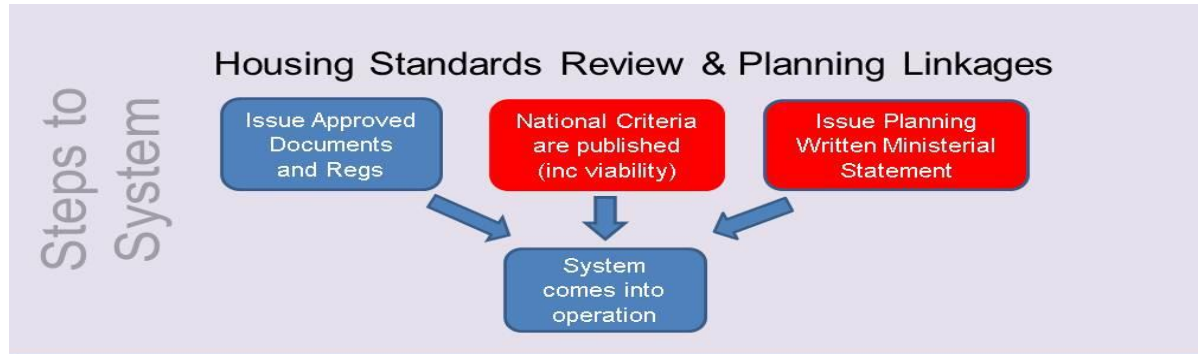 Steps to
System
Housing Standards Review & Planning Linkages
Issue Approved
Documents
and Regs
National Criteria
are published
(inc viability)
Issue Planning
Written Ministerial
Statement
System
comes into
operation